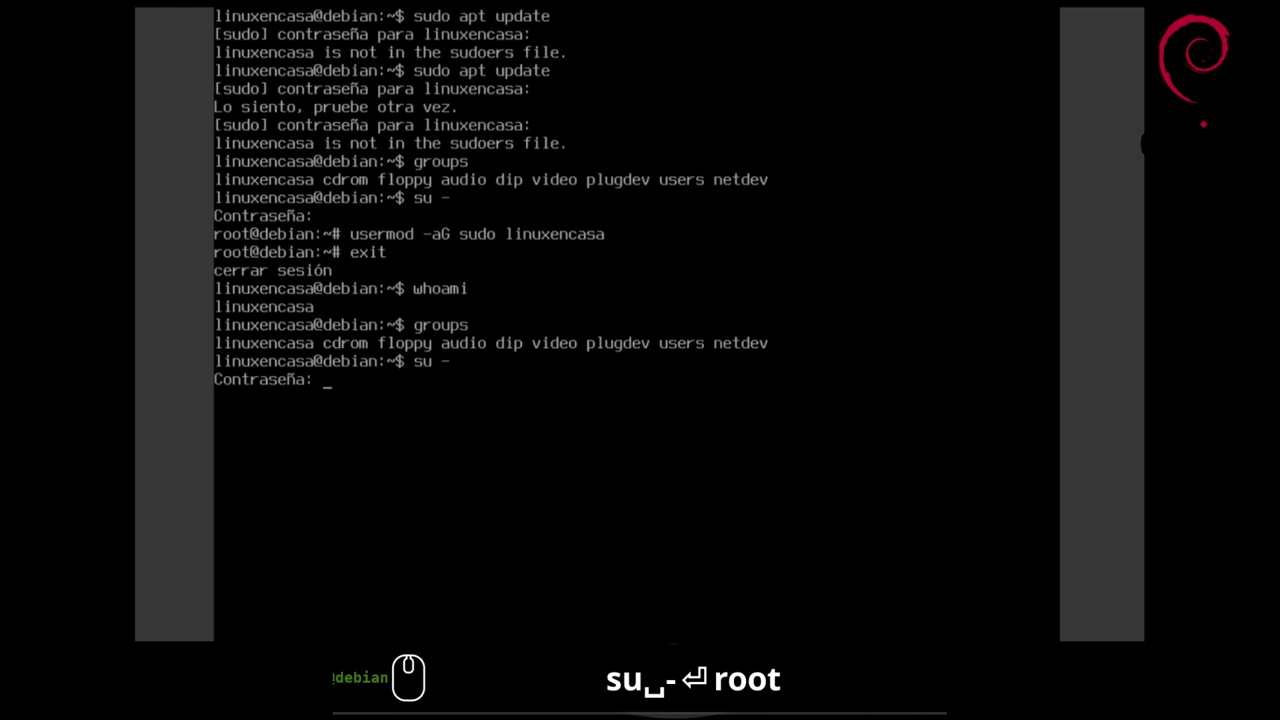 linuxencasa@debian:~$ sudo apt update
[sudo] contraseña para linuxencasa:
linuxencasa is not in the sudoers file.
linuxencasa@debian:~$ sudo apt update
[sudo] contraseña para linuxencasa:
Lo siento, pruebe otra vez.
[sudo] contraseña para linuxencasa:
linuxencasa is not in the sudoers file.
linuxencasa@debian:~$ groups
linuxencasa cdrom floppy audio dip video plugdev users netdev
linuxencasa@debian:~$ su -
Contraseña:
root@debian:~# usermod -aG sudo linuxencasa
root@debian:~# exit
cerrar sesión
linuxencasa@debian:~$ whoami
linuxencasa
linuxencasa@debian:~$ groups
linuxencasa cdrom floppy audio dip video plugdev users netdev
linuxencasa@debian:~$ su -
Contraseña: _
@debian
su␣-⏎ root